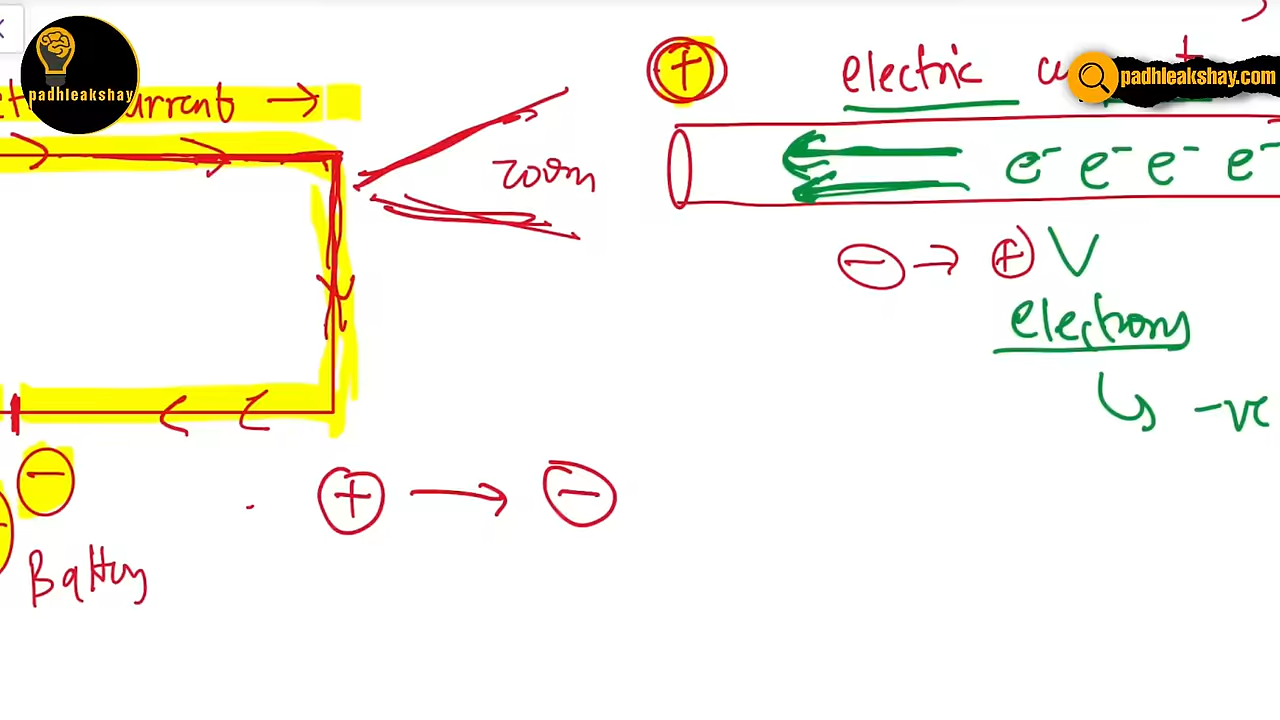 padhleakshay
urrent →
zoom
+
electric
padhleakshay.com
e⁻ e⁻ e⁻ e⁻
− → + V
electrons
-ve
−
+ → −
Battery